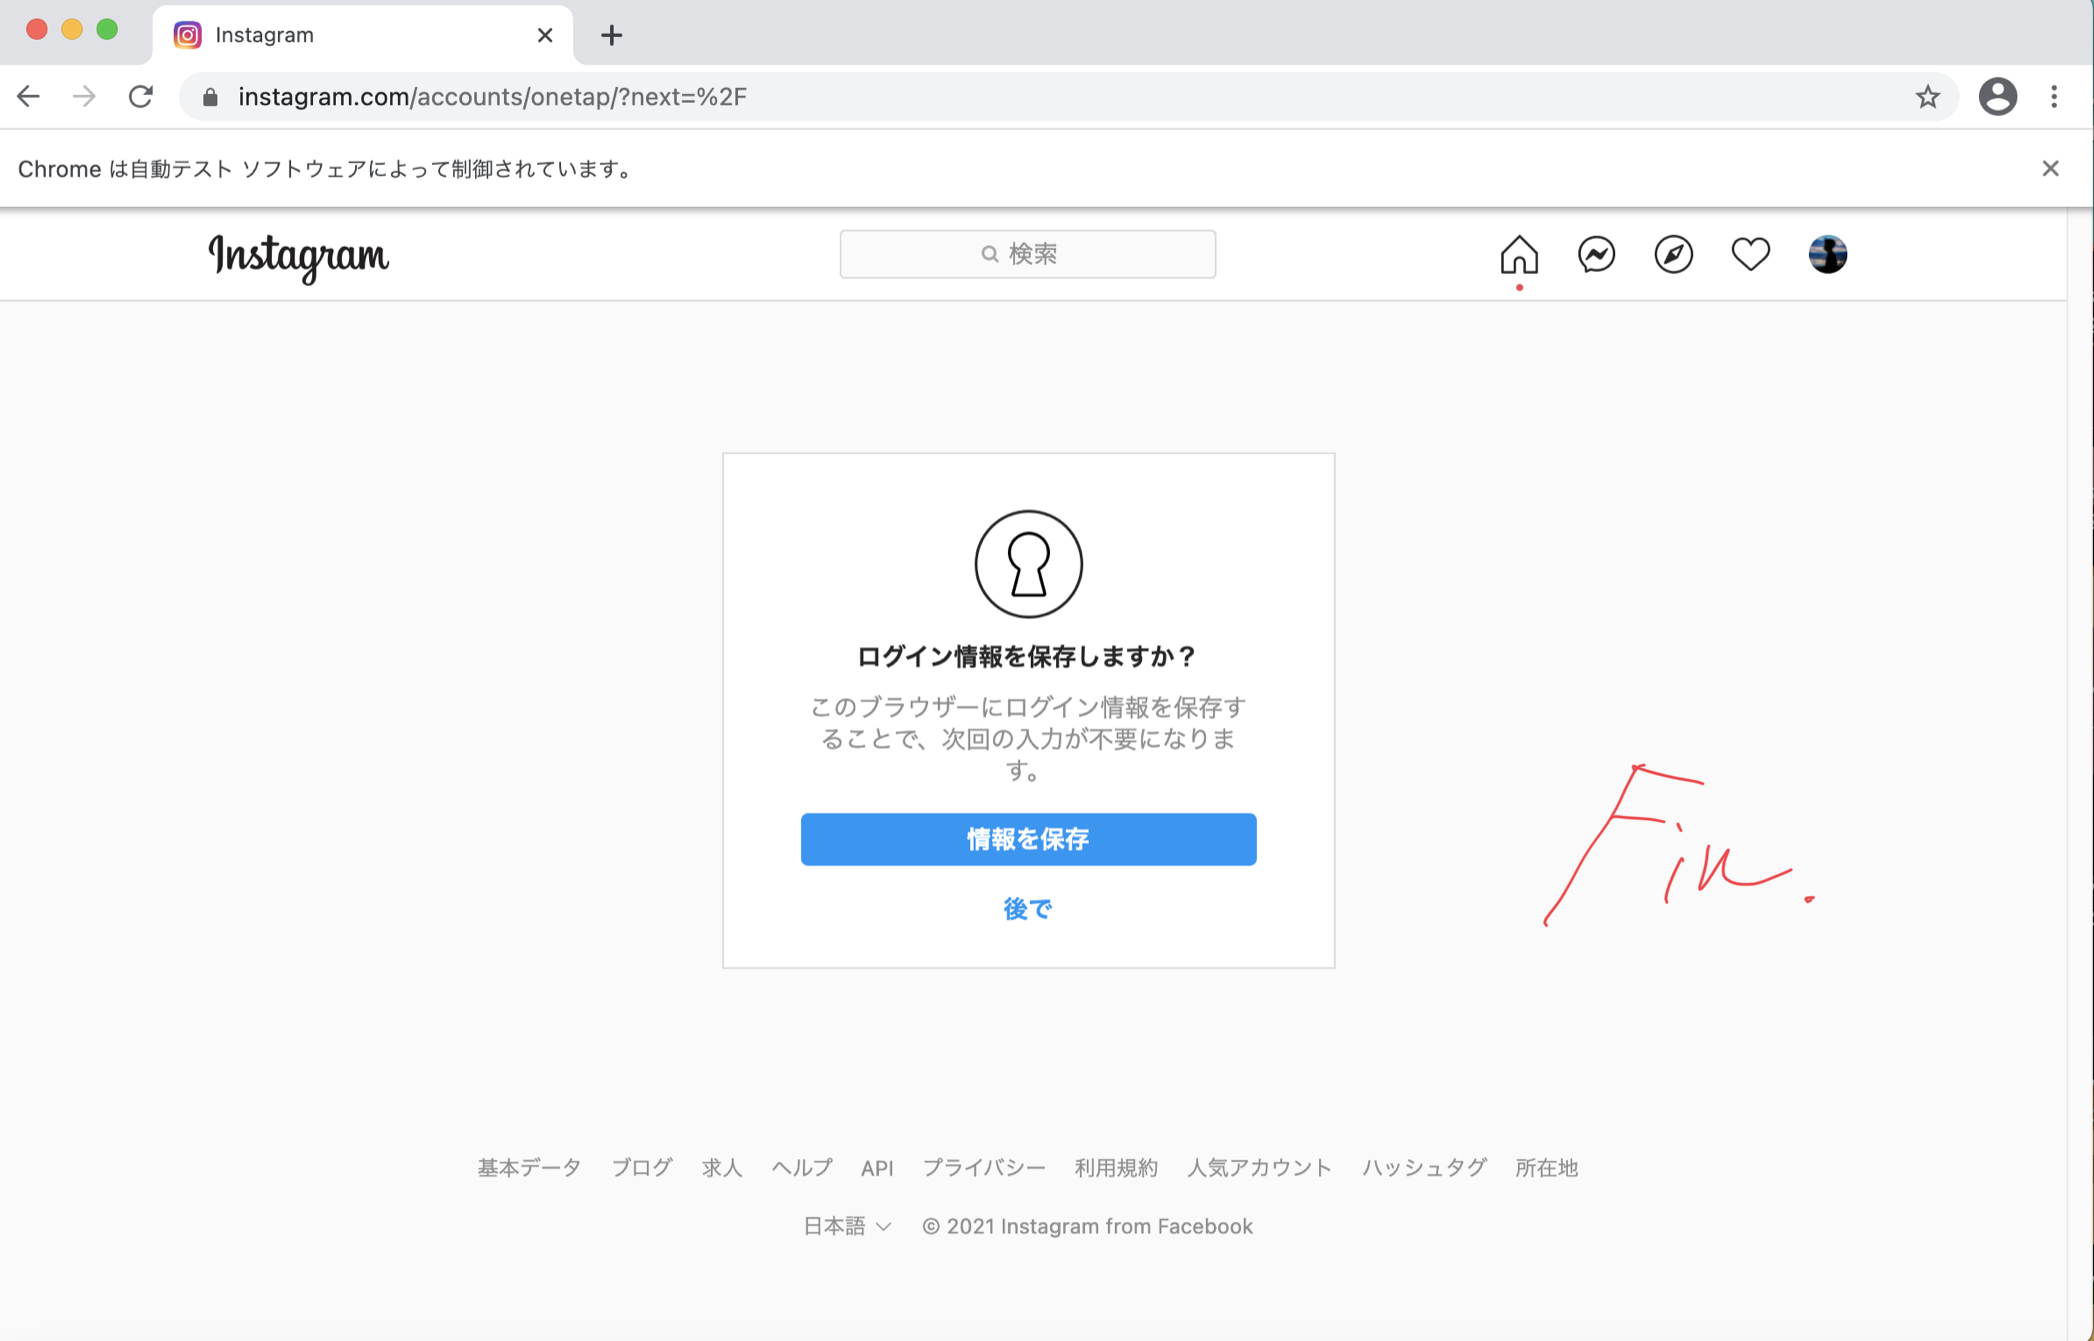 Instagram
instagram.com/accounts/onetap/?next=%2F
Chrome は自動テスト ソフトウェアによって制御されています。
Instagram
検索
ログイン情報を保存しますか？
このブラウザーにログイン情報を保存す
ることで、次回の入力が不要になりま
す。
情報を保存
後で
Fin.
基本データ ブログ 求人 ヘルプ API プライバシー 利用規約 人気アカウント ハッシュタグ 所在地
日本語 © 2021 Instagram from Facebook